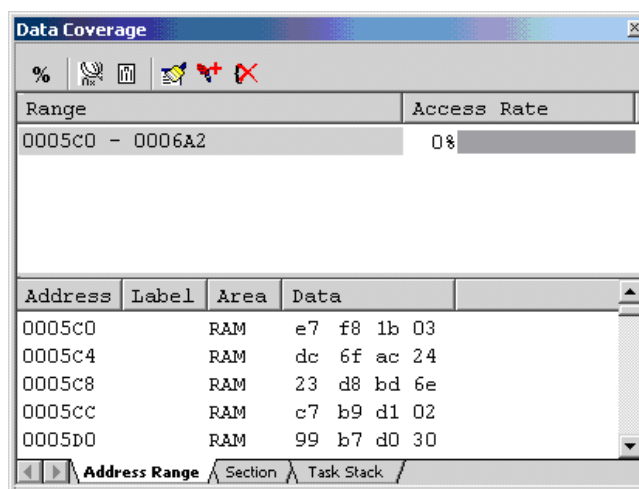 Data Coverage
%
Range Access Rate
0005C0 - 0006A2 0%
Address Label Area Data
0005C0 RAM e7 f8 1b 03
0005C4 RAM dc 6f ac 24
0005C8 RAM 23 d8 bd 6e
0005CC RAM c7 b9 d1 02
0005D0 RAM 99 b7 d0 30
Address Range Section Task Stack